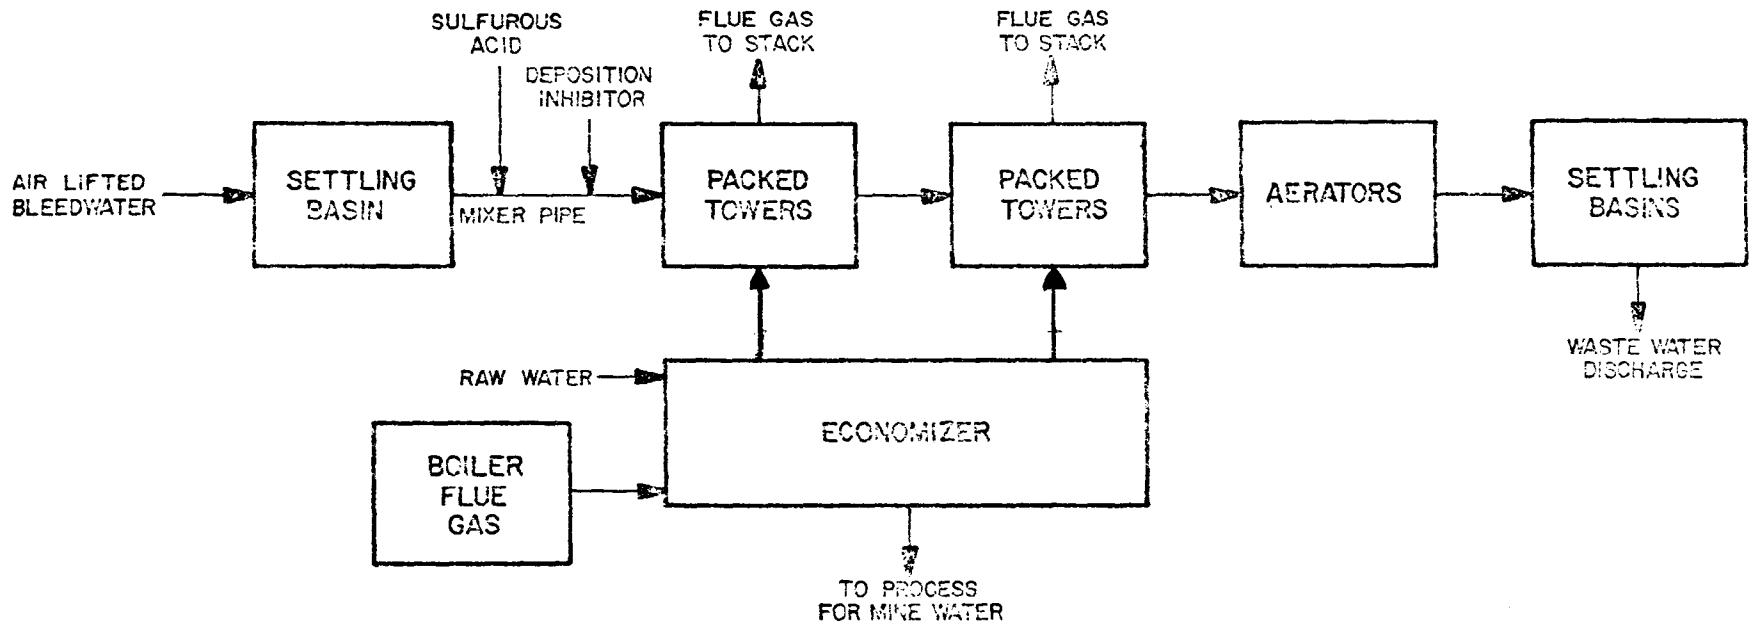 SULFUROUS
ACID
DEPOSITION
INHIBITOR
FLUE GAS
TO STACK
FLUE GAS
TO STACK
AIR LIFTED
BLEEDWATER
SETTLING
BASIN
MIXER PIPE
PACKED
TOWERS
PACKED
TOWERS
AERATORS
SETTLING
BASINS
WASTE WATER
DISCHARGE
RAW WATER
ECONOMIZER
BOILER
FLUE
GAS
TO PROCESS
FOR MINE WATER